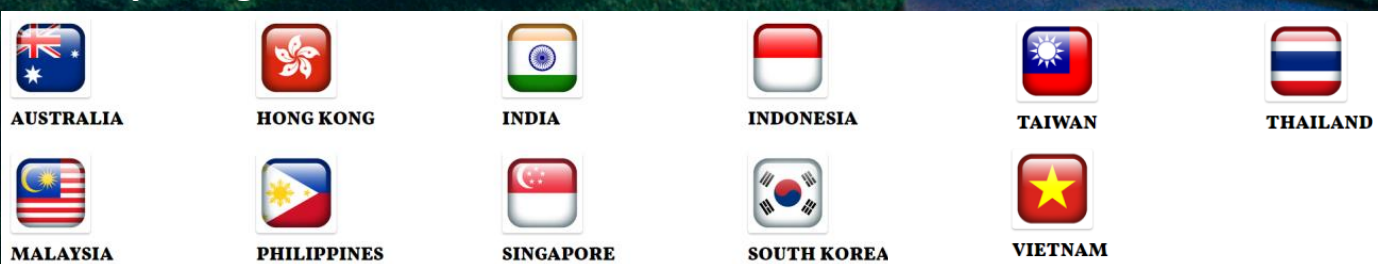 AUSTRALIA
HONG KONG
INDIA
INDONESIA
TAIWAN
THAILAND
MALAYSIA
PHILIPPINES
SINGAPORE
SOUTH KOREA
VIETNAM